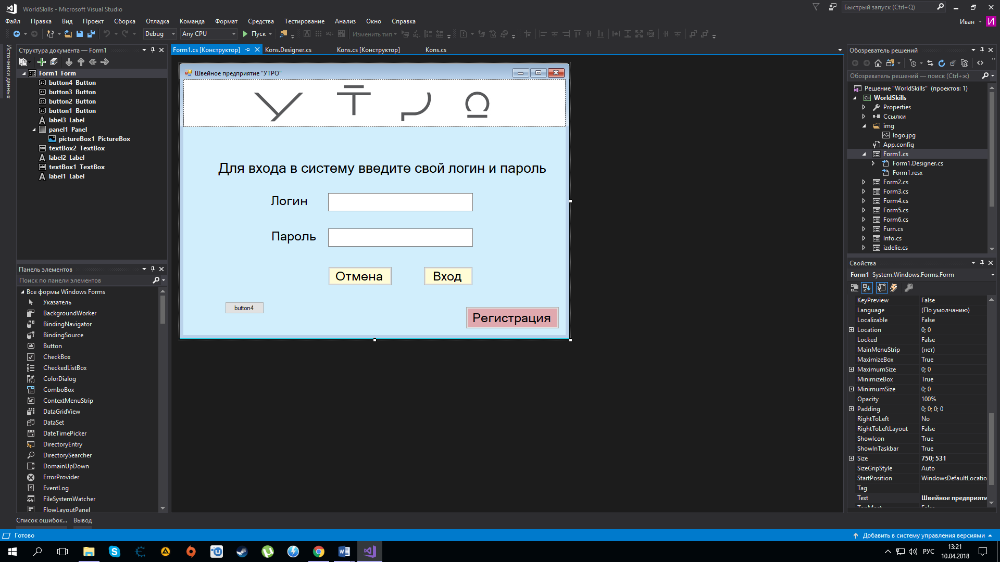 WorldSkills - Microsoft Visual Studio
Быстрый запуск (Ctrl+Q)
Файл Правка Вид Проект Сборка Отладка Команда Формат Средства Тестирование Анализ Окно Справка
Иван И
Debug Any CPU Пуск Изменить тип
Источники данных
Структура документа — Form1
Form1 Form
button4 Button
button3 Button
button2 Button
button1 Button
label3 Label
panel1 Panel
pictureBox1 PictureBox
textBox2 TextBox
label2 Label
textBox1 TextBox
label1 Label
Панель элементов
Поиск по панели элементов
Все формы Windows Forms
Указатель
BackgroundWorker
BindingNavigator
BindingSource
Button
CheckBox
CheckedListBox
ColorDialog
ComboBox
ContextMenuStrip
DataGridView
DataSet
DateTimePicker
DirectoryEntry
DirectorySearcher
DomainUpDown
ErrorProvider
EventLog
FileSystemWatcher
FlowLayoutPanel
Form1.cs [Конструктор] Kons.Designer.cs Kons.cs [Конструктор] Kons.cs
Швейное предприятие "УТРО"
Для входа в систему введите свой логин и пароль
Логин
Пароль
Отмена Вход
button4
Регистрация
Обозреватель решений
Обозреватель решений — поиск (Ctrl+ж)
Решение "WorldSkills" (проектов: 1)
WorldSkills
Properties
Ссылки
img
logo.jpg
App.config
Form1.cs
Form1.Designer.cs
Form1.resx
Form2.cs
Form3.cs
Form4.cs
Form5.cs
Form6.cs
Furn.cs
Info.cs
izdelie.cs
Свойства
Form1 System.Windows.Forms.Form
KeyPreview False
Language (По умолчанию)
Localizable False
Location 0; 0
Locked False
MainMenuStrip (нет)
MaximizeBox True
MaximumSize 0; 0
MinimizeBox True
MinimumSize 0; 0
Opacity 100%
Padding 0; 0; 0; 0
RightToLeft No
RightToLeftLayout False
ShowIcon True
ShowInTaskbar True
Size 750; 531
SizeGripStyle Auto
StartPosition WindowsDefaultLocatio
Tag
Text Швейное предприяти
TopMost False
Список ошибок... Вывод
Готово
Добавить в систему управления версиями
РУС
13:21
10.04.2018